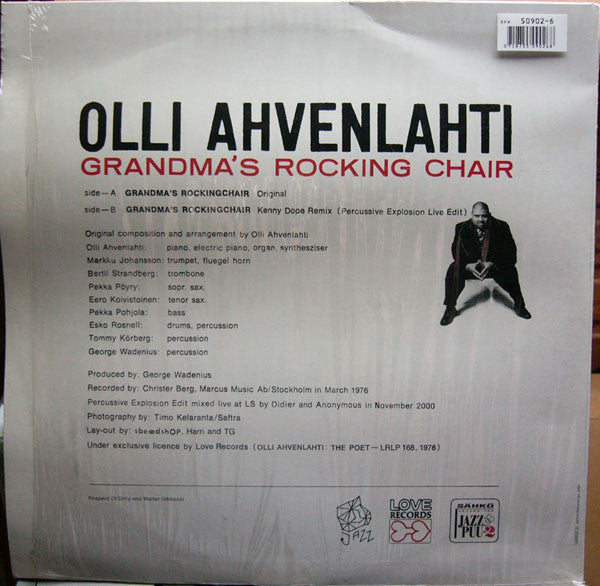 EFA 50902-6
OLLI AHVENLAHTI
GRANDMA'S ROCKING CHAIR
side—A GRANDMA'S ROCKINGCHAIR Original
side—B GRANDMA'S ROCKINGCHAIR Kenny Dope Remix (Percussive Explosion Live Edit)
Original composition and arrangement by Olli Ahvenlahti
Olli Ahvenlahti: piano, electric piano, organ, synthesziser
Markku Johansson: trumpet, fluegel horn
Bertil Strandberg: trombone
Pekka Pöyry: sopr. sax.
Eero Koivistoinen: tenor sax.
Pekka Pohjola: bass
Esko Rosnell: drums, percussion
Tommy Körberg: percussion
George Wadenius: percussion
Produced by: George Wadenius
Recorded by: Christer Berg, Marcus Music Ab/Stockholm in March 1976
Percussive Explosion Edit mixed live at LS by Didier and Anonymous in November 2000
Photography by: Timo Kelaranta/Saftra
Lay-out by: sbeædshOP, Harri and TG
Under exclusive licence by Love Records (OLLI AHVENLAHTI: THE POET—LRLP 168, 1976)
Respect Ol'Dirty and Walter Gibbons!
JAZZ
LOVE
RECORDS
SÄHKÖ
JAZZ
PUU
2